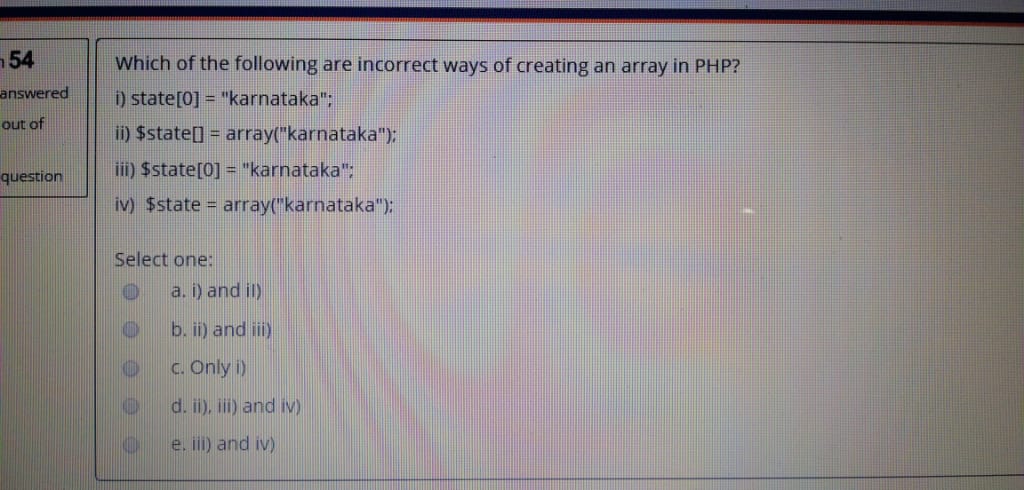 54
answered
out of
question
Which of the following are incorrect ways of creating an array in PHP?
i) state[0] = "karnataka";
ii) $state[] = array("karnataka");
iii) $state[0] = "karnataka";
iv) $state = array("karnataka");
Select one:
a. i) and iI)
b. ii) and iii)
c. Only i)
d. ii), iii) and iv)
e. iii) and iv)